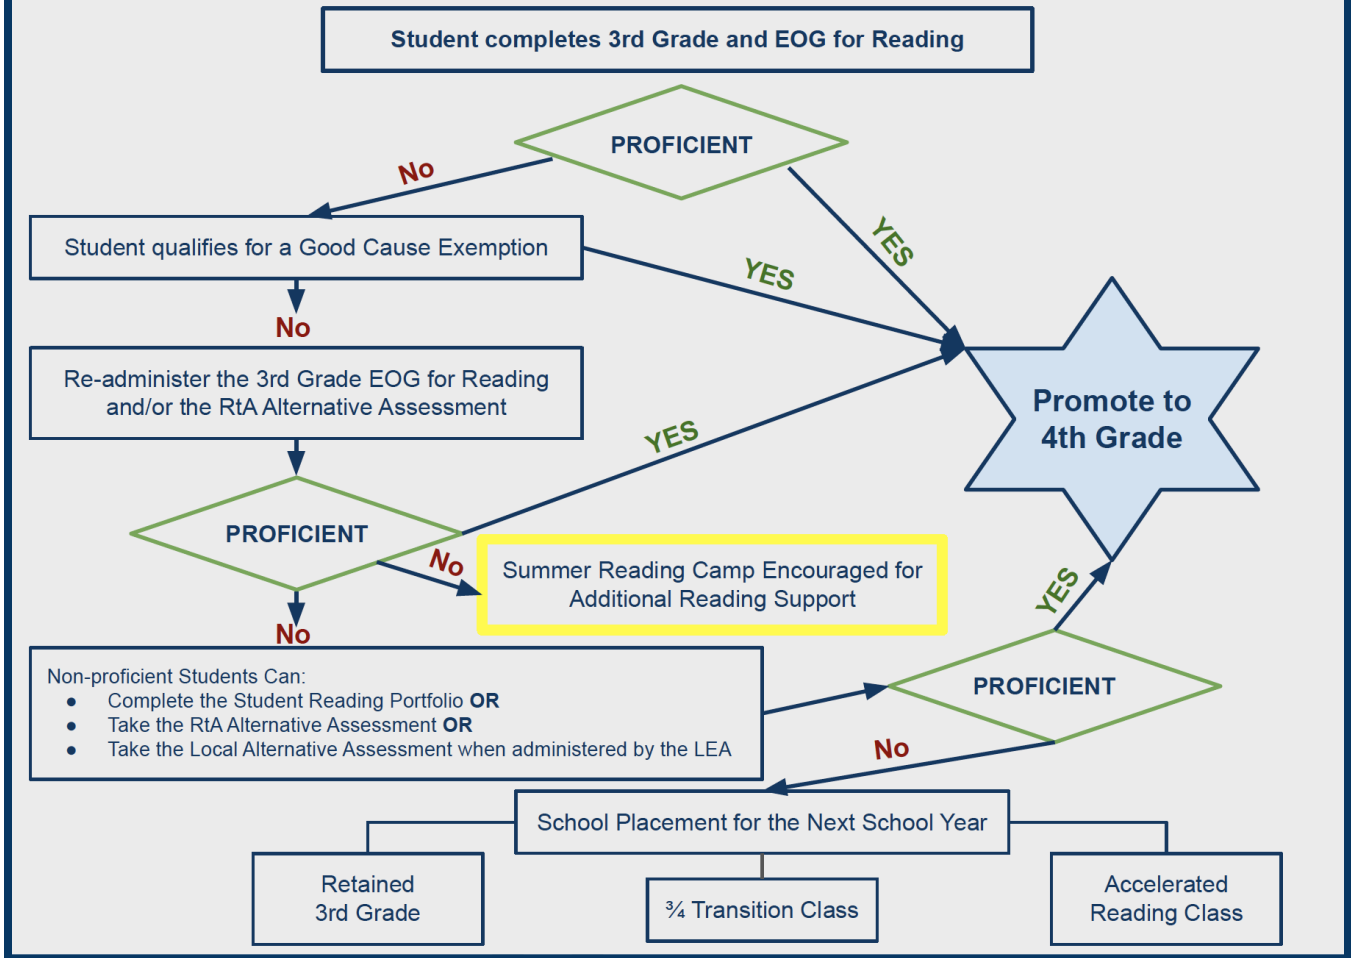 Student completes 3rd Grade and EOG for Reading
PROFICIENT
No
YES
Student qualifies for a Good Cause Exemption
YES
No
Re-administer the 3rd Grade EOG for Reading
and/or the RtA Alternative Assessment
YES
Promote to
4th Grade
PROFICIENT
No
Summer Reading Camp Encouraged for
Additional Reading Support
No
YES
Non-proficient Students Can:
● Complete the Student Reading Portfolio OR
● Take the RtA Alternative Assessment OR
● Take the Local Alternative Assessment when administered by the LEA
PROFICIENT
No
School Placement for the Next School Year
Retained
3rd Grade
¾ Transition Class
Accelerated
Reading Class